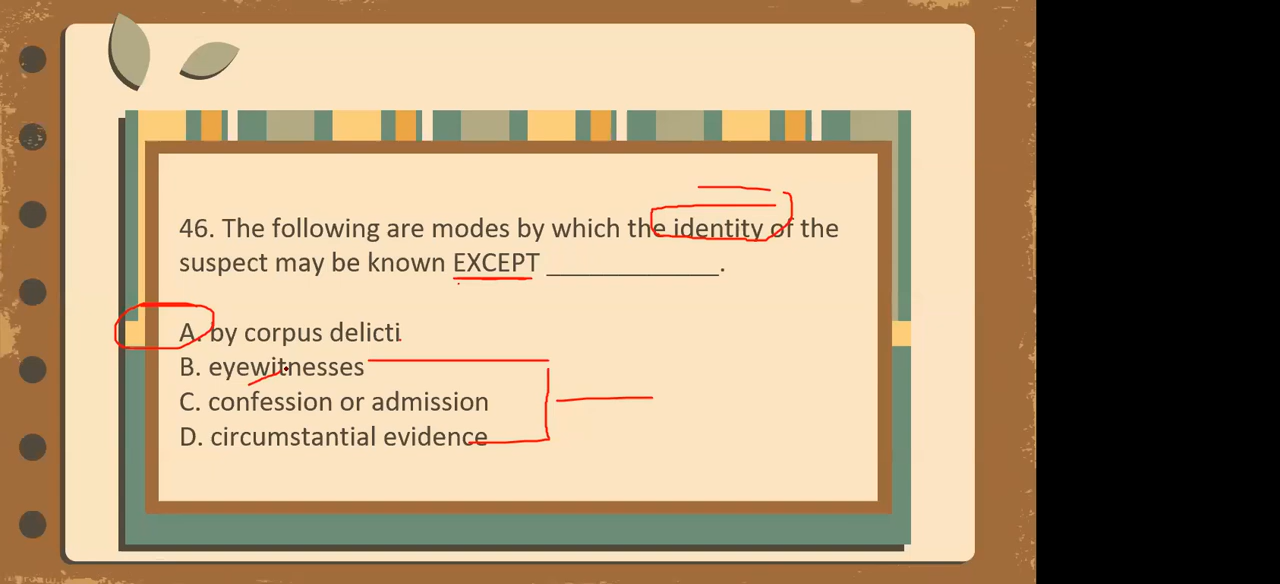 46. The following are modes by which the identity of the
suspect may be known EXCEPT _____________.
A. by corpus delicti
B. eyewitnesses
C. confession or admission
D. circumstantial evidence